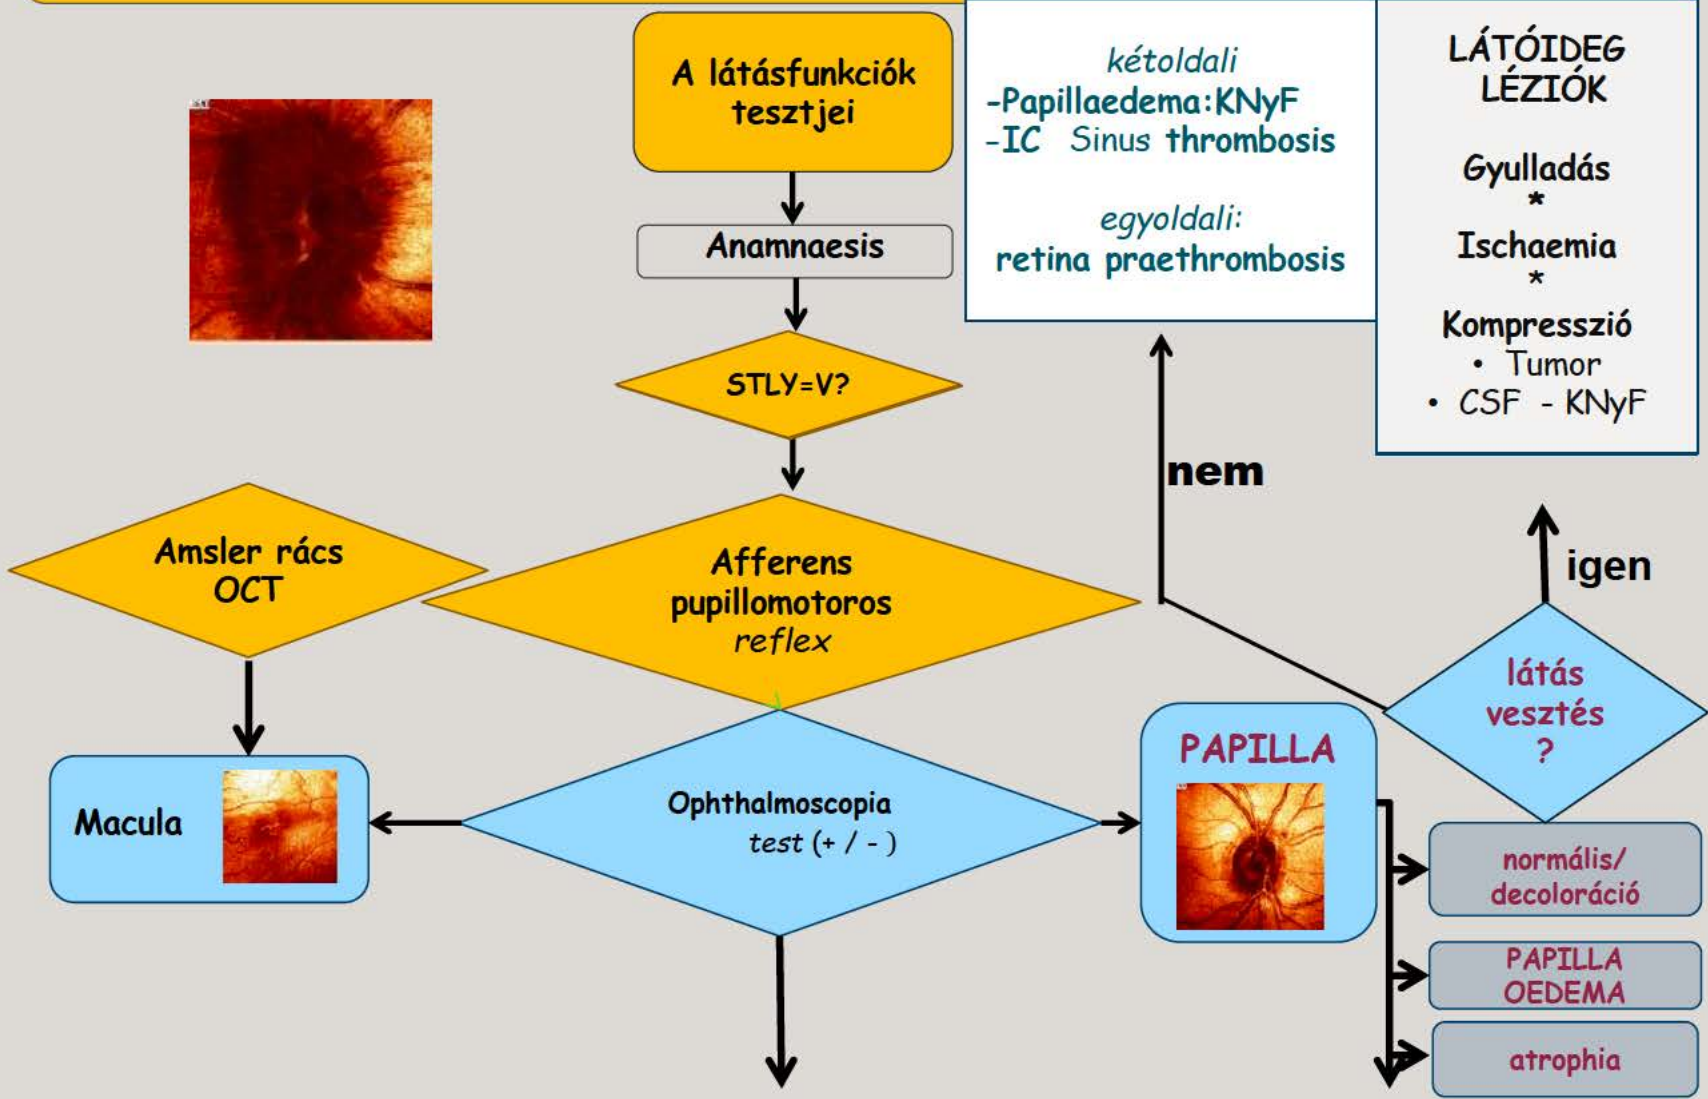 A látásfunkciók
tesztjei
Anamnaesis
STLY=V?
Afferens
pupillomotoros
reflex
Amsler rács
OCT
Macula
Ophthalmoscopia
test (+ / - )
PAPILLA
kétoldali
-Papillaedema:KNyF
-IC Sinus thrombosis
egyoldali:
retina praethrombosis
nem
LÁTÓIDEG
LÉZIÓK
Gyulladás
*
Ischaemia
*
Kompresszió
• Tumor
• CSF - KNyF
igen
látás
vesztés
?
normális/
decoloráció
PAPILLA
OEDEMA
atrophia